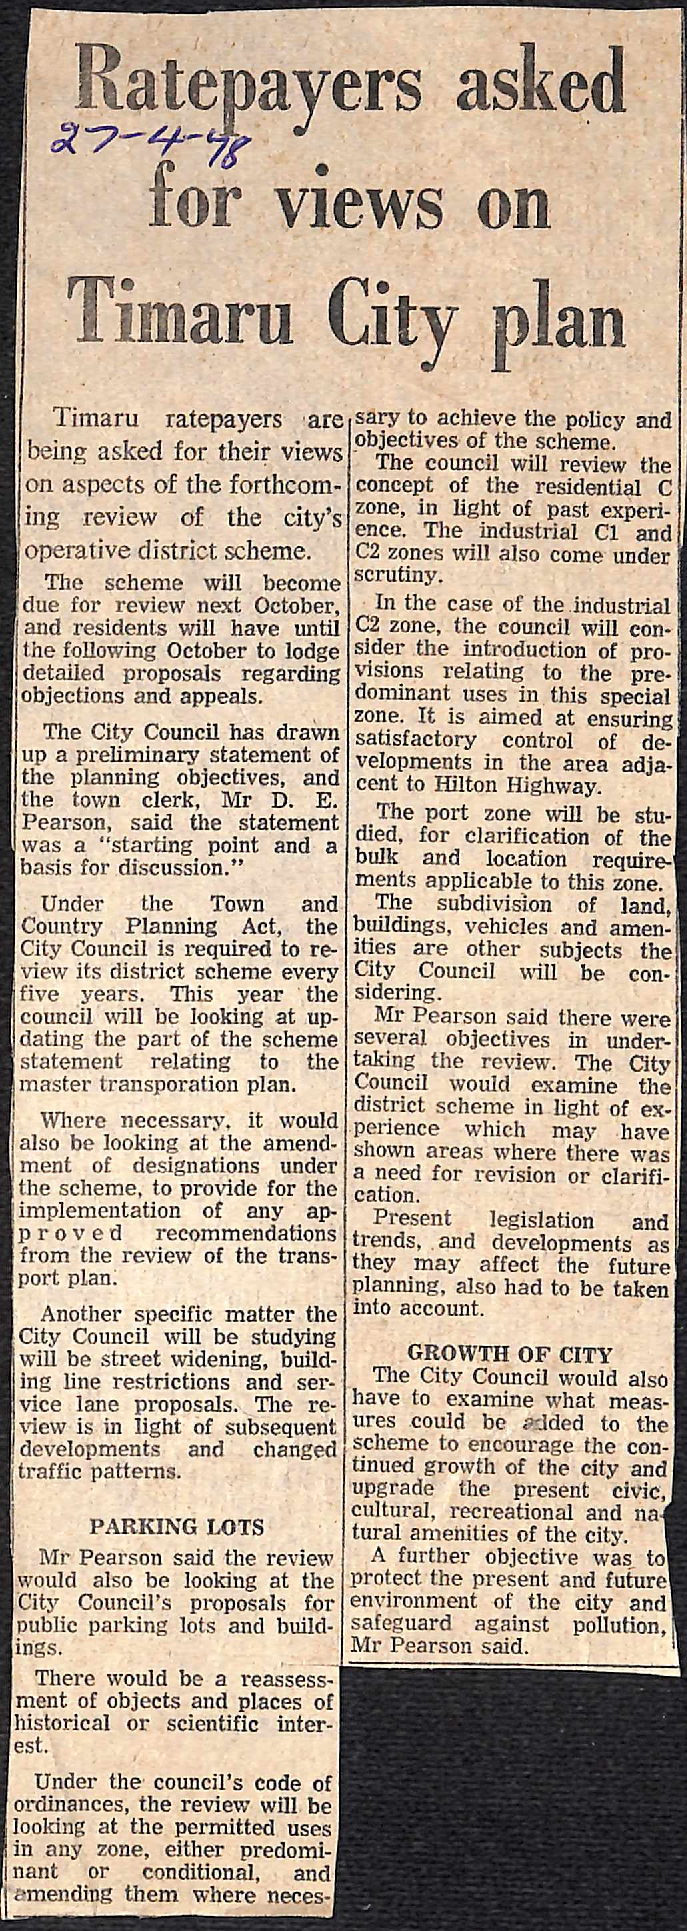 Ratepayers asked
27-4-78
for views on
Timaru City plan
Timaru ratepayers are
being asked for their views
on aspects of the forthcom-
ing review of the city's
operative district scheme.
The scheme will become
due for review next October,
and residents will have until
the following October to lodge
detailed proposals regarding
objections and appeals.
The City Council has drawn
up a preliminary statement of
the planning objectives, and
the town clerk, Mr D. E.
Pearson, said the statement
was a "starting point and a
basis for discussion."
Under the Town and
Country Planning Act, the
City Council is required to re-
view its district scheme every
five years. This year the
council will be looking at up-
dating the part of the scheme
statement relating to the
master transporation plan.
Where necessary, it would
also be looking at the amend-
ment of designations under
the scheme, to provide for the
implementation of any ap-
proved recommendations
from the review of the trans-
port plan.
Another specific matter the
City Council will be studying
will be street widening, build-
ing line restrictions and ser-
vice lane proposals. The re-
view is in light of subsequent
developments and changed
traffic patterns.
PARKING LOTS
Mr Pearson said the review
would also be looking at the
City Council's proposals for
public parking lots and build-
ings.
There would be a reassess-
ment of objects and places of
historical or scientific inter-
est.
Under the council's code of
ordinances, the review will be
looking at the permitted uses
in any zone, either predomi-
nant or conditional, and
amending them where neces-
sary to achieve the policy and
objectives of the scheme.
The council will review the
concept of the residential C
zone, in light of past experi-
ence. The industrial C1 and
C2 zones will also come under
scrutiny.
In the case of the industrial
C2 zone, the council will con-
sider the introduction of pro-
visions relating to the pre-
dominant uses in this special
zone. It is aimed at ensuring
satisfactory control of de-
velopments in the area adja-
cent to Hilton Highway.
The port zone will be stu-
died, for clarification of the
bulk and location require-
ments applicable to this zone.
The subdivision of land,
buildings, vehicles and amen-
ities are other subjects the
City Council will be con-
sidering.
Mr Pearson said there were
several objectives in under-
taking the review. The City
Council would examine the
district scheme in light of ex-
perience which may have
shown areas where there was
a need for revision or clarifi-
cation.
Present legislation and
trends, and developments as
they may affect the future
planning, also had to be taken
into account.
GROWTH OF CITY
The City Council would also
have to examine what meas-
ures could be added to the
scheme to encourage the con-
tinued growth of the city and
upgrade the present civic,
cultural, recreational and na-
tural amenities of the city.
A further objective was to
protect the present and future
environment of the city and
safeguard against pollution,
Mr Pearson said.